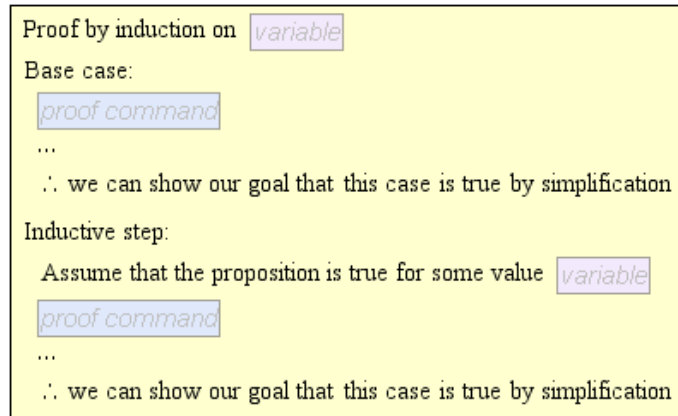 Proof by induction on variable
Base case:
proof command
...
∴ we can show our goal that this case is true by simplification
Inductive step:
Assume that the proposition is true for some value variable
proof command
...
∴ we can show our goal that this case is true by simplification